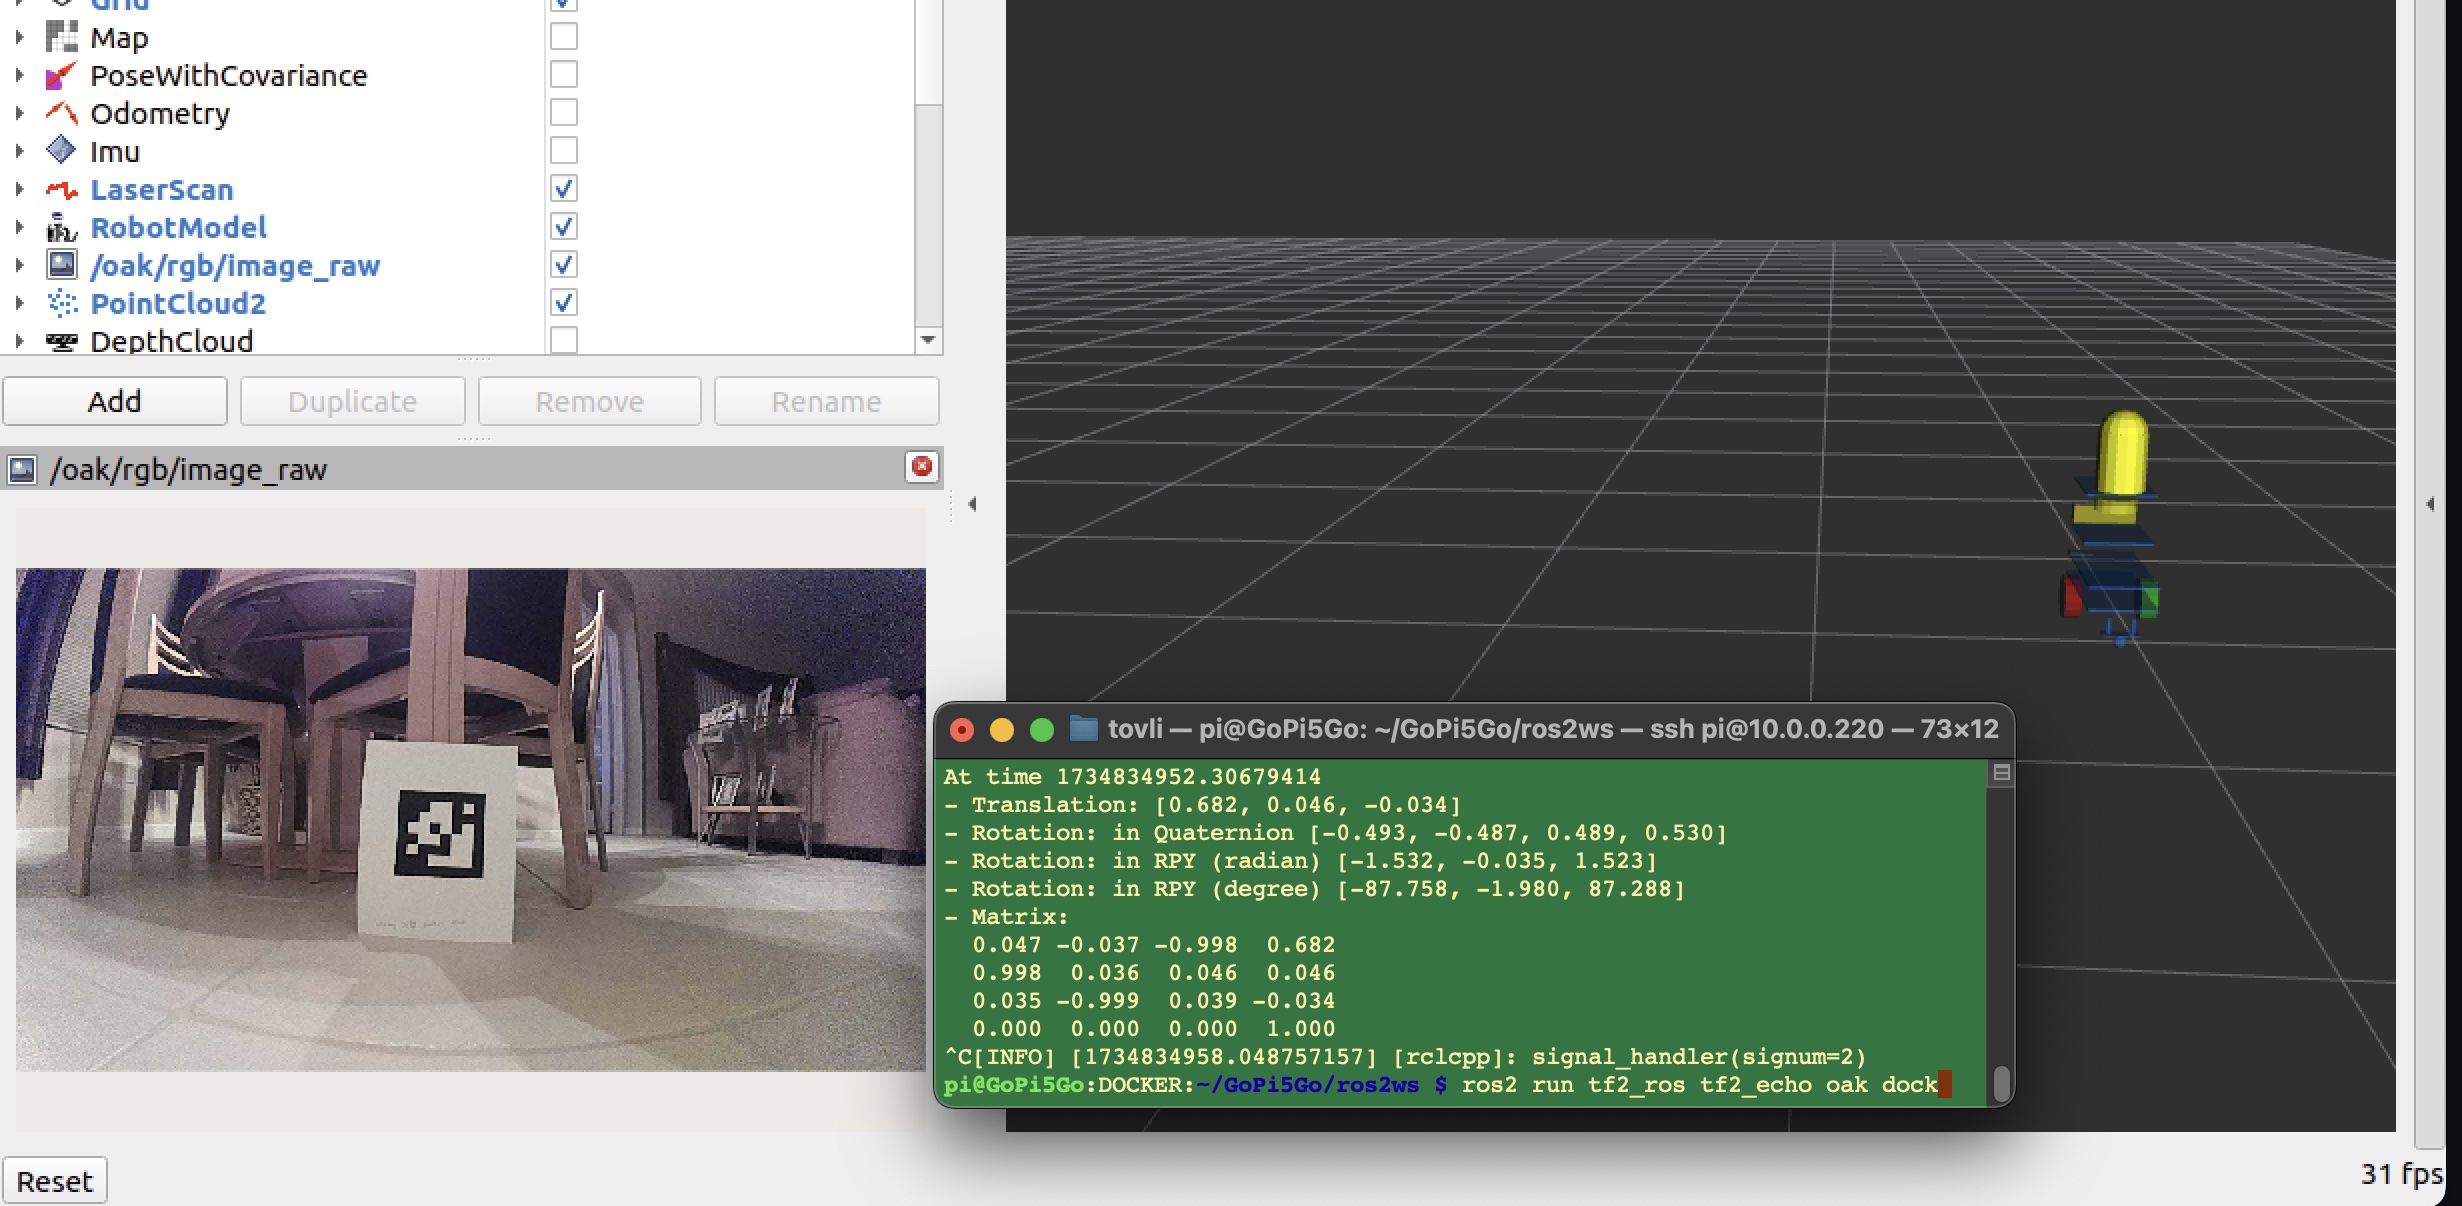 Grid
Map
PoseWithCovariance
Odometry
Imu
LaserScan
RobotModel
/oak/rgb/image_raw
PointCloud2
DepthCloud
Add
Duplicate
Remove
Rename
/oak/rgb/image_raw
tovli — pi@GoPi5Go: ~/GoPi5Go/ros2ws — ssh pi@10.0.0.220 — 73×12
At time 1734834952.30679414
- Translation: [0.682, 0.046, -0.034]
- Rotation: in Quaternion [-0.493, -0.487, 0.489, 0.530]
- Rotation: in RPY (radian) [-1.532, -0.035, 1.523]
- Rotation: in RPY (degree) [-87.758, -1.980, 87.288]
- Matrix:
0.047 -0.037 -0.998 0.682
0.998 0.036 0.046 0.046
0.035 -0.999 0.039 -0.034
0.000 0.000 0.000 1.000
^C[INFO] [1734834958.048757157] [rclcpp]: signal_handler(signum=2)
pi@GoPi5Go:DOCKER:~/GoPi5Go/ros2ws $ ros2 run tf2_ros tf2_echo oak dock
Reset
31 fps